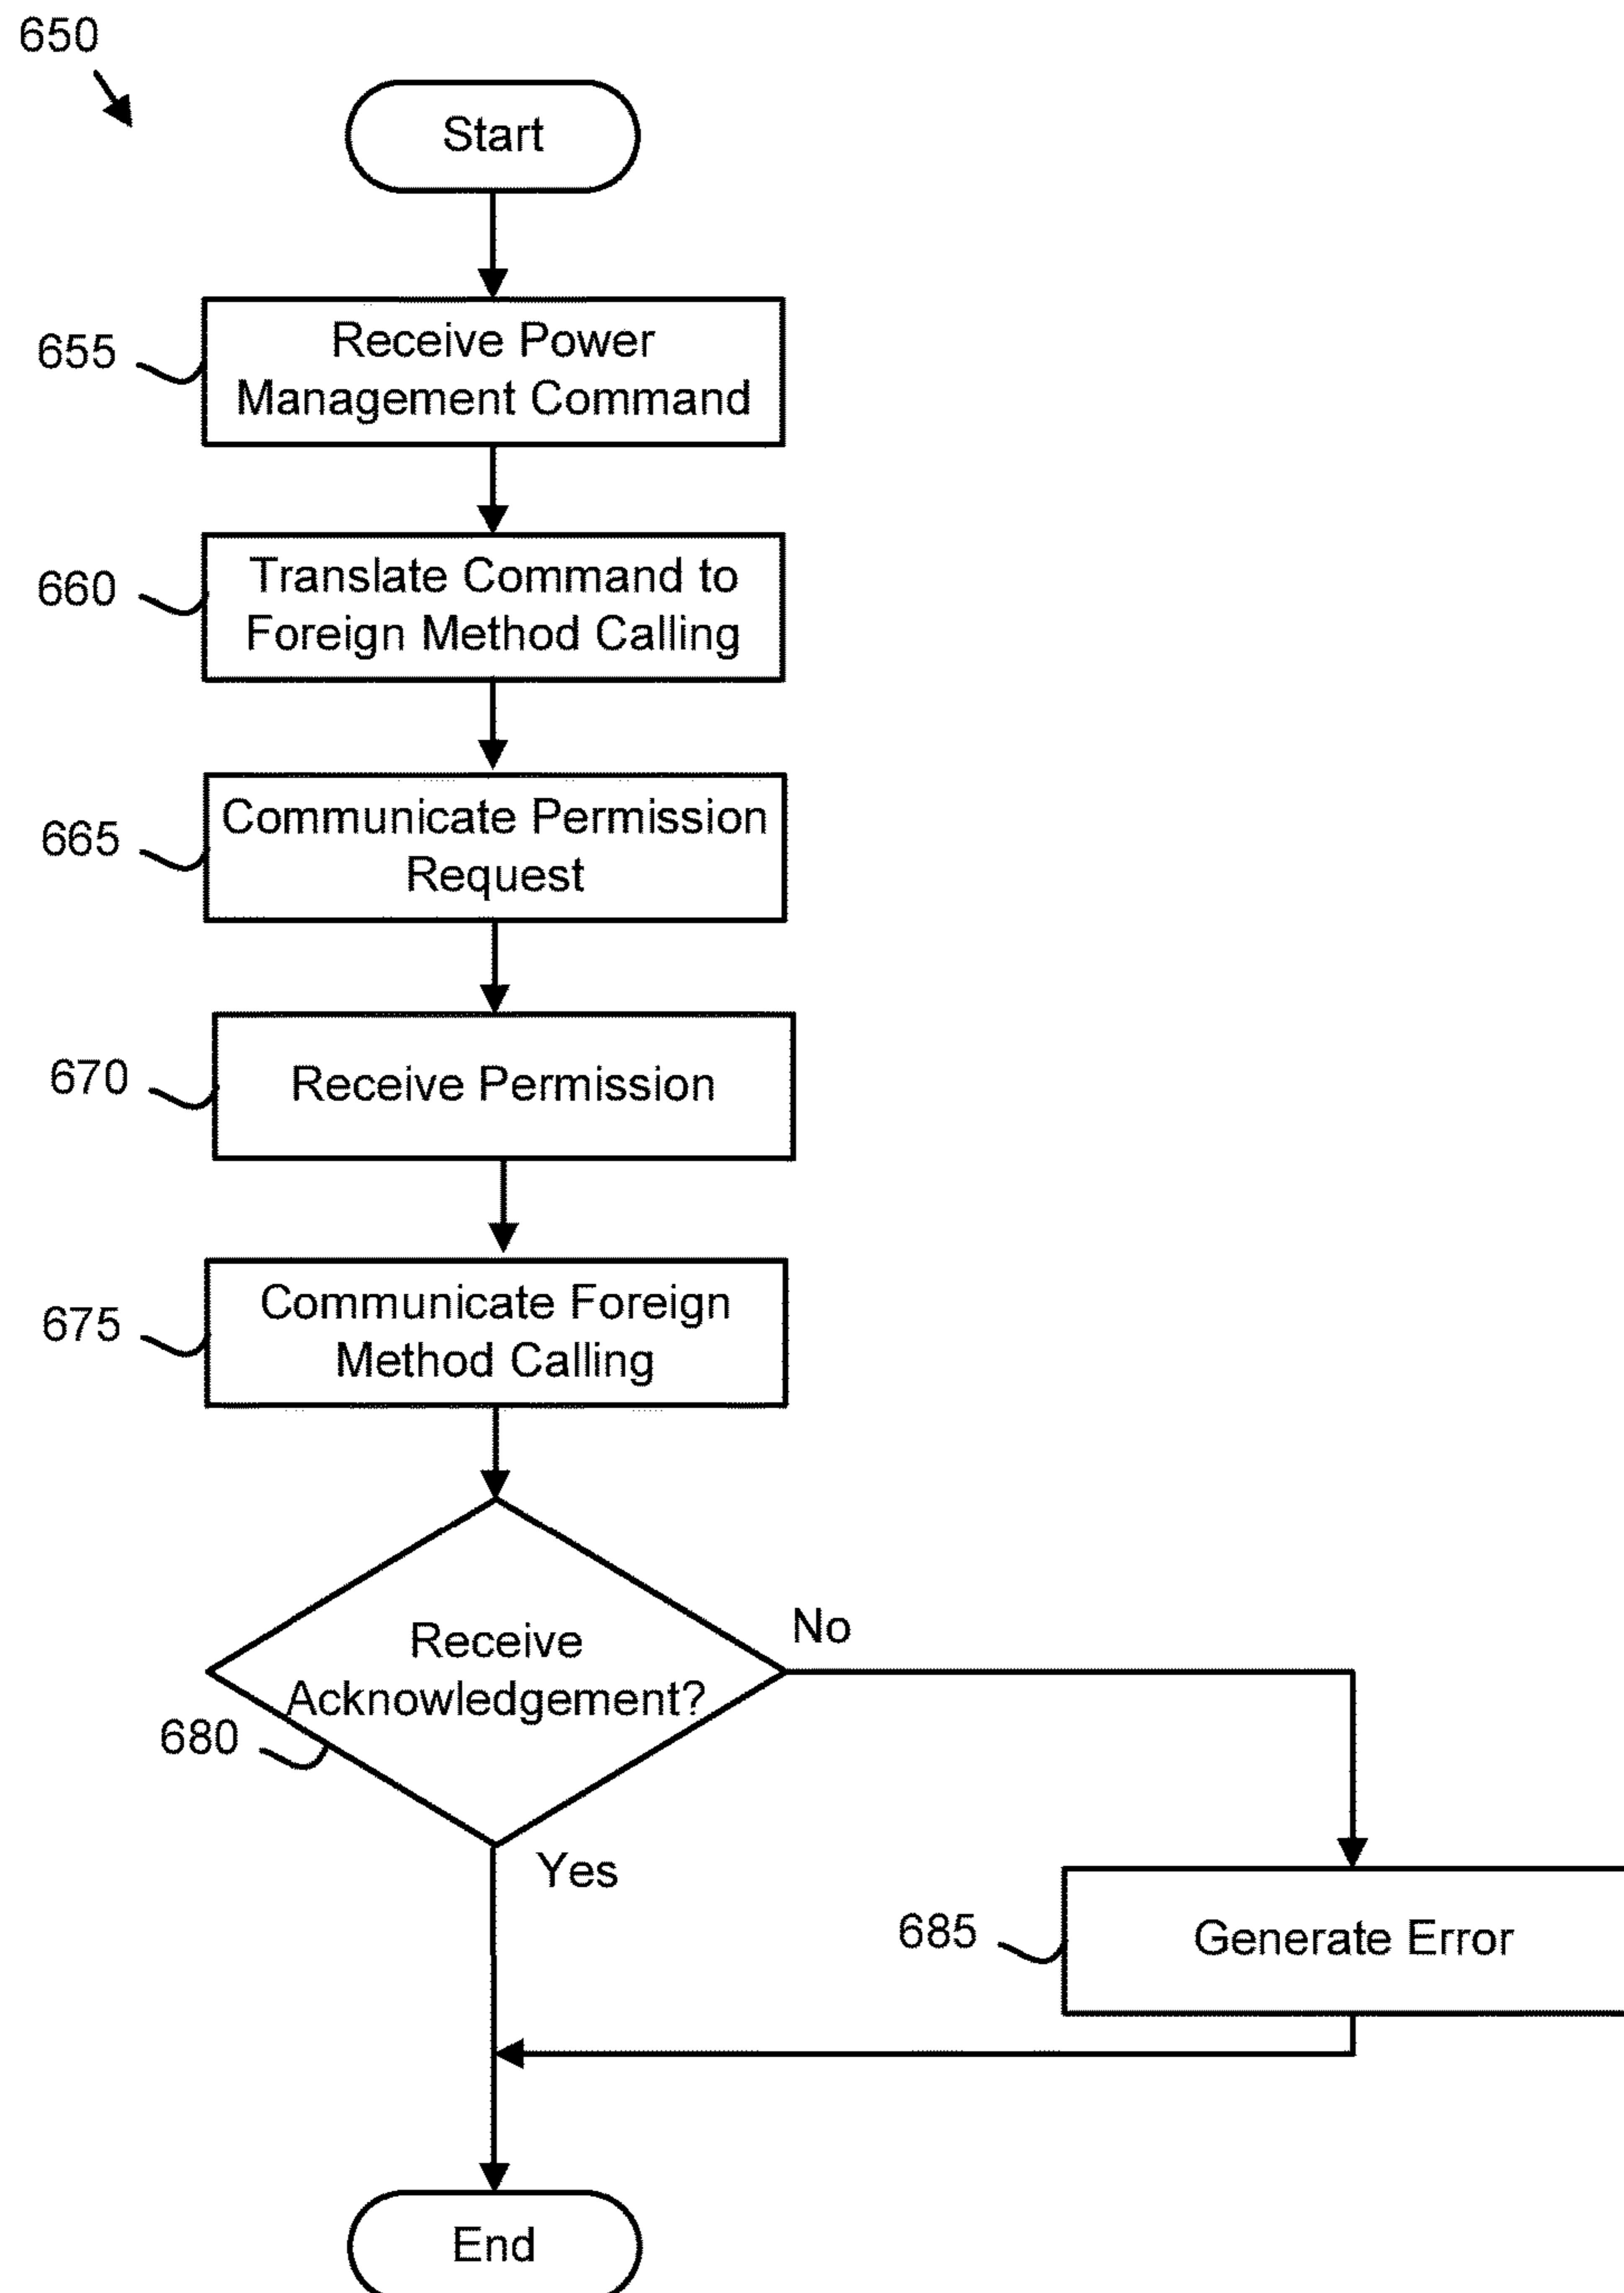 650
Start
655
Receive Power
Management Command
660
Translate Command to
Foreign Method Calling
665
Communicate Permission
Request
670
Receive Permission
675
Communicate Foreign
Method Calling
Receive
Acknowledgement?
680
No
Yes
685
Generate Error
End